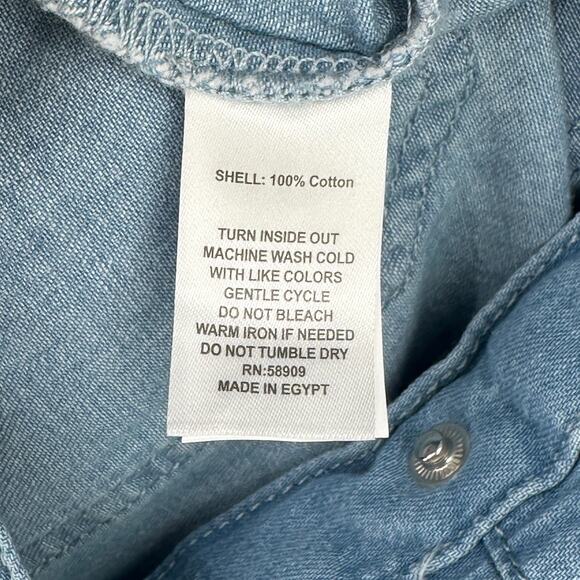 SHELL: 100% Cotton
TURN INSIDE OUT
MACHINE WASH COLD
WITH LIKE COLORS
GENTLE CYCLE
DO NOT BLEACH
WARM IRON IF NEEDED
DO NOT TUMBLE DRY
RN:58909
MADE IN EGYPT